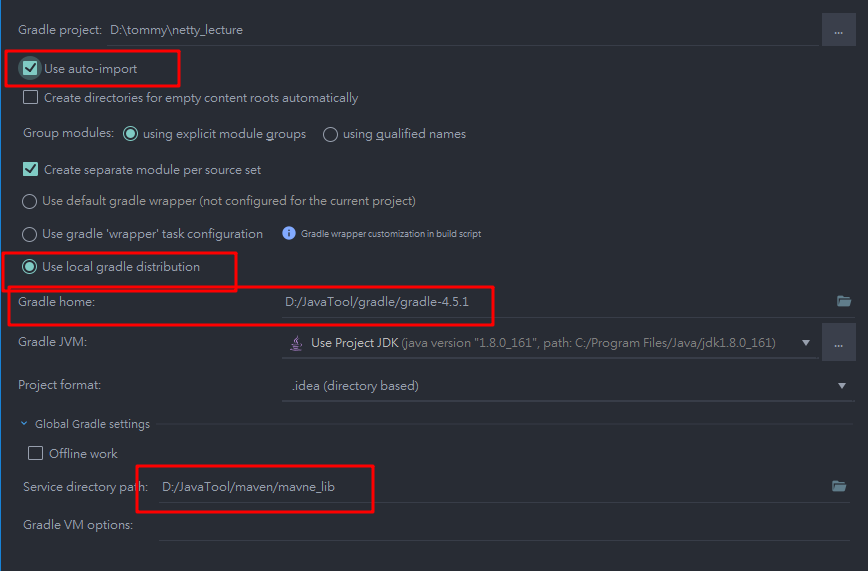 Gradle project: D:\tommy\netty_lecture ...
Use auto-import
Create directories for empty content roots automatically
Group modules: using explicit module groups using qualified names
Create separate module per source set
Use default gradle wrapper (not configured for the current project)
Use gradle 'wrapper' task configuration Gradle wrapper customization in build script
Use local gradle distribution
Gradle home: D:/JavaTool/gradle/gradle-4.5.1
Gradle JVM: Use Project JDK (java version "1.8.0_161", path: C:/Program Files/Java/jdk1.8.0_161) ...
Project format: .idea (directory based)
Global Gradle settings
Offline work
Service directory path: D:/JavaTool/maven/mavne_lib
Gradle VM options: